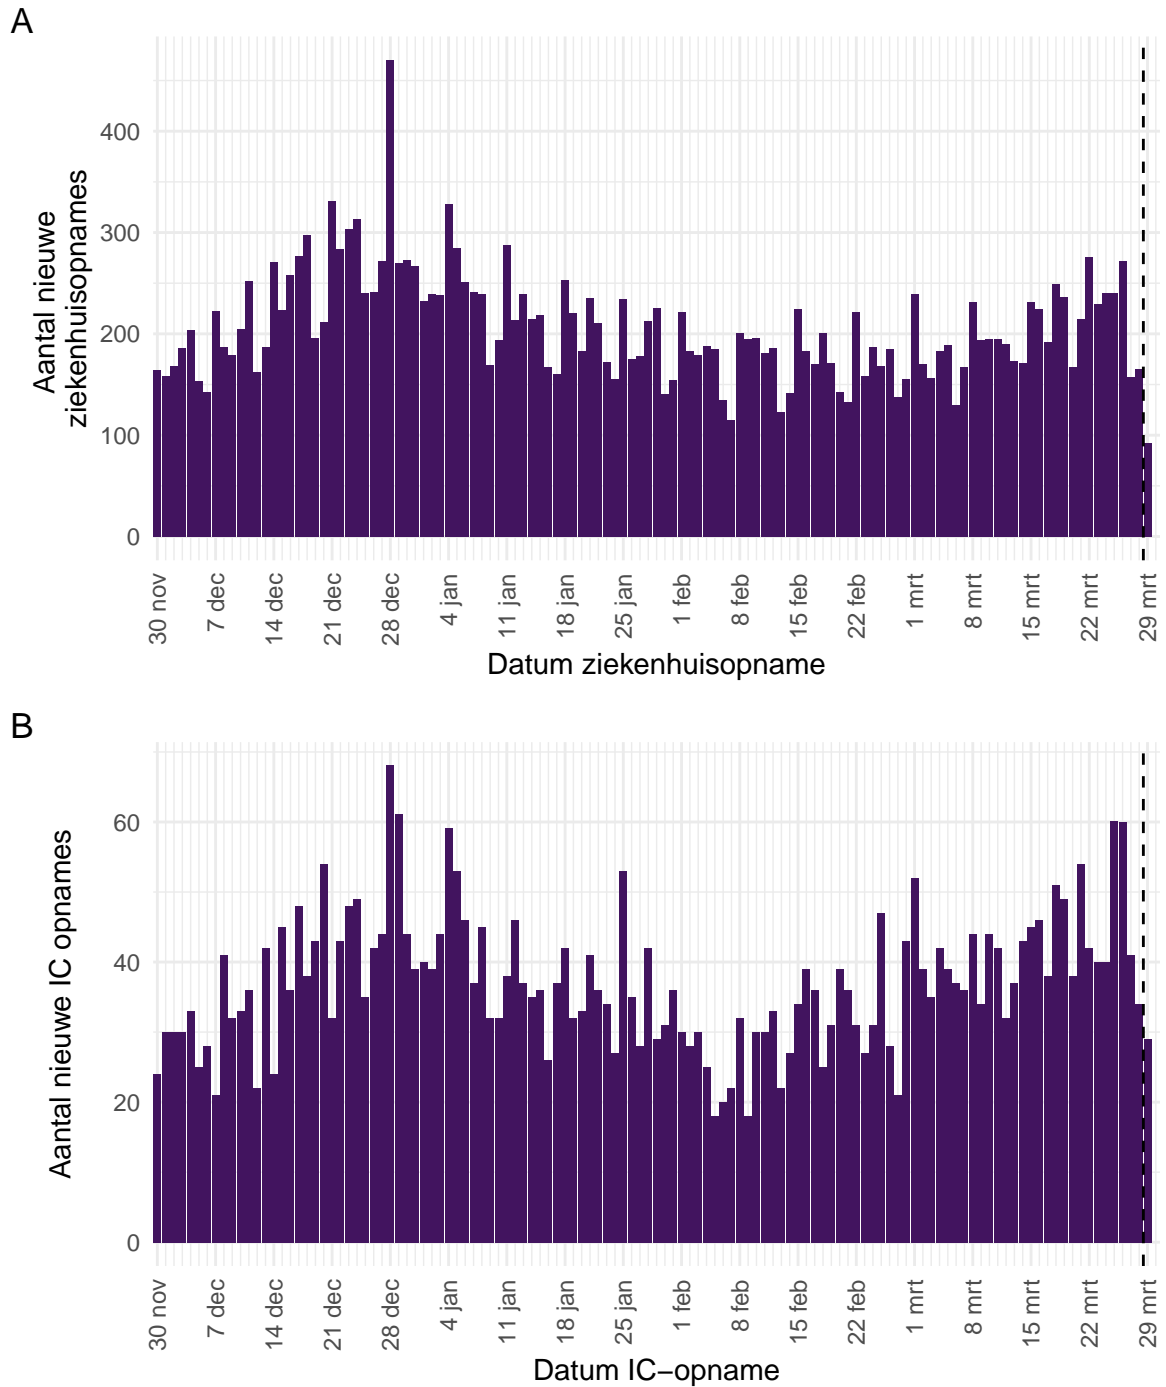 A
Aantal nieuwe
ziekenhuisopnames
400
300
200
100
0
30 nov
7 dec
14 dec
21 dec
28 dec
4 jan
11 jan
18 jan
25 jan
1 feb
8 feb
15 feb
22 feb
1 mrt
8 mrt
15 mrt
22 mrt
29 mrt
Datum ziekenhuisopname
B
Aantal nieuwe IC opnames
60
40
20
0
30 nov
7 dec
14 dec
21 dec
28 dec
4 jan
11 jan
18 jan
25 jan
1 feb
8 feb
15 feb
22 feb
1 mrt
8 mrt
15 mrt
22 mrt
29 mrt
Datum IC−opname